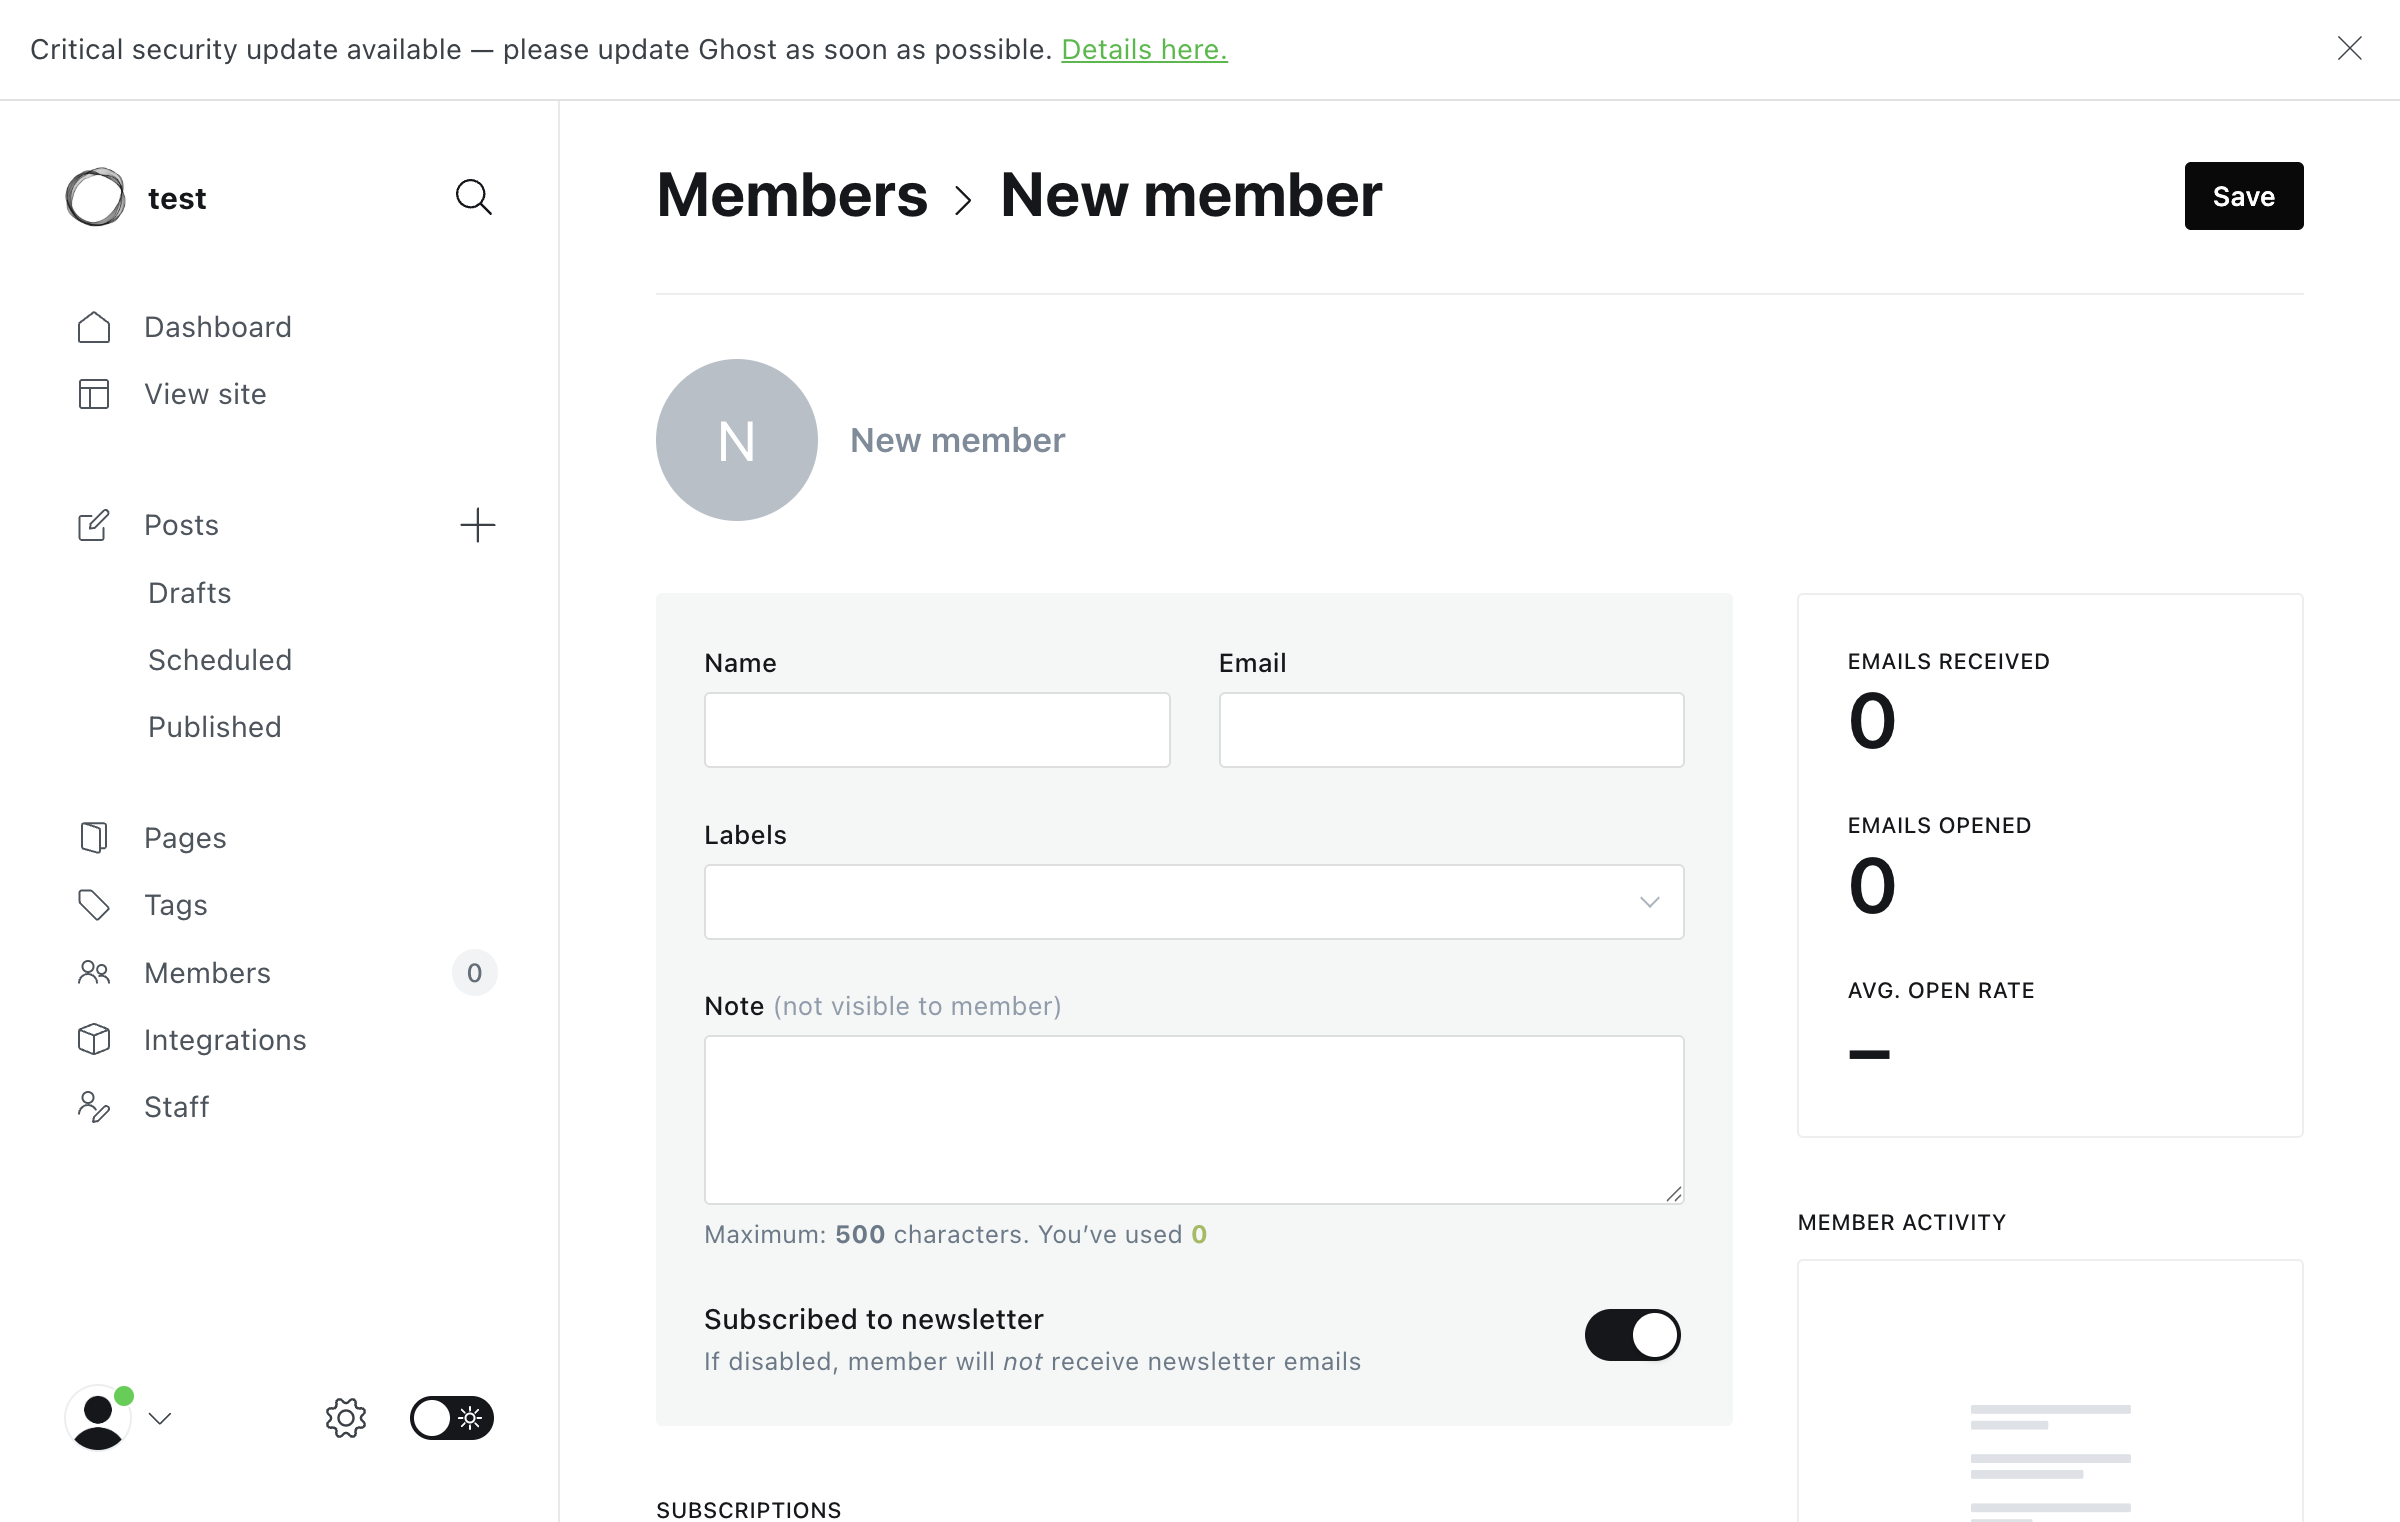 Critical security update available — please update Ghost as soon as possible. Details here.
test
Dashboard
View site
Posts
Drafts
Scheduled
Published
Pages
Tags
Members 0
Integrations
Staff
Members > New member
Save
N
New member
Name
Email
Labels
Note (not visible to member)
Maximum: 500 characters. You’ve used 0
Subscribed to newsletter
If disabled, member will not receive newsletter emails
SUBSCRIPTIONS
EMAILS RECEIVED
0
EMAILS OPENED
0
AVG. OPEN RATE
–
MEMBER ACTIVITY